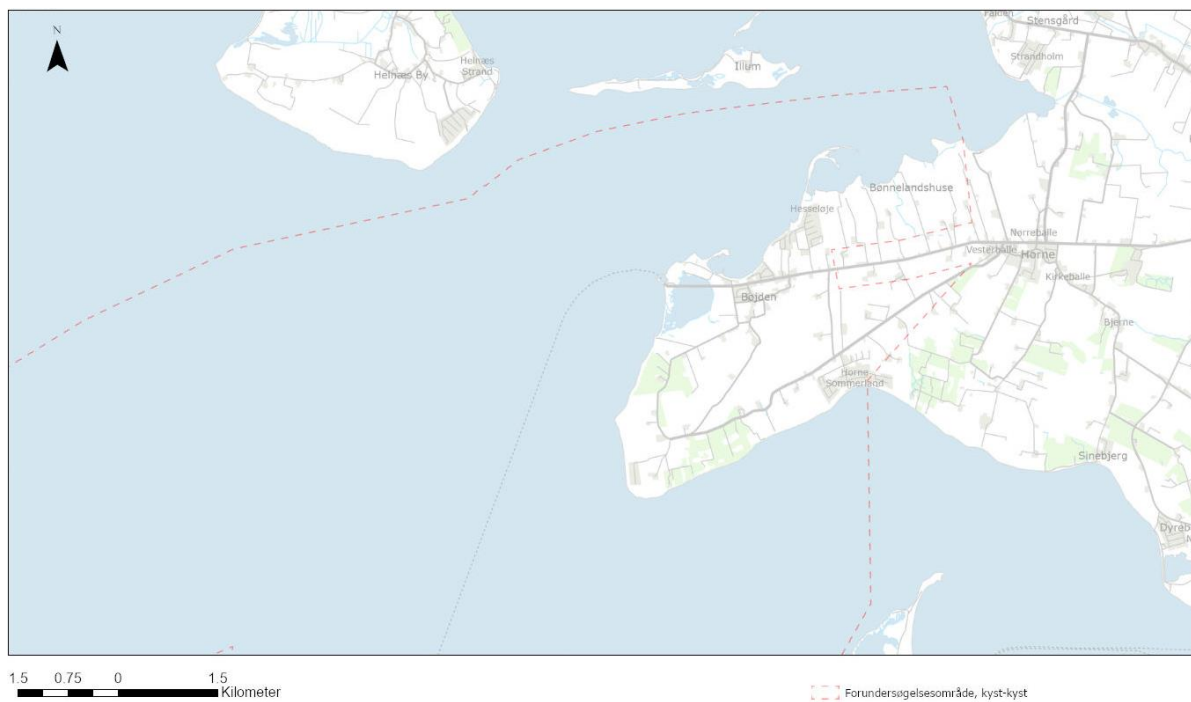 N
Falden
Stensgård
Strandholm
Helnæs By
Helnæs
Strand
Illum
Bønnelandshuse
Hesseløje
Nørreballe
Vesterballe
Horne
Kirkeballe
Bøjden
Bjerne
Horne
Sommerland
Sinebjerg
1.5 0.75 0 1.5
Kilometer
Forundersøgelsesområde, kyst-kyst